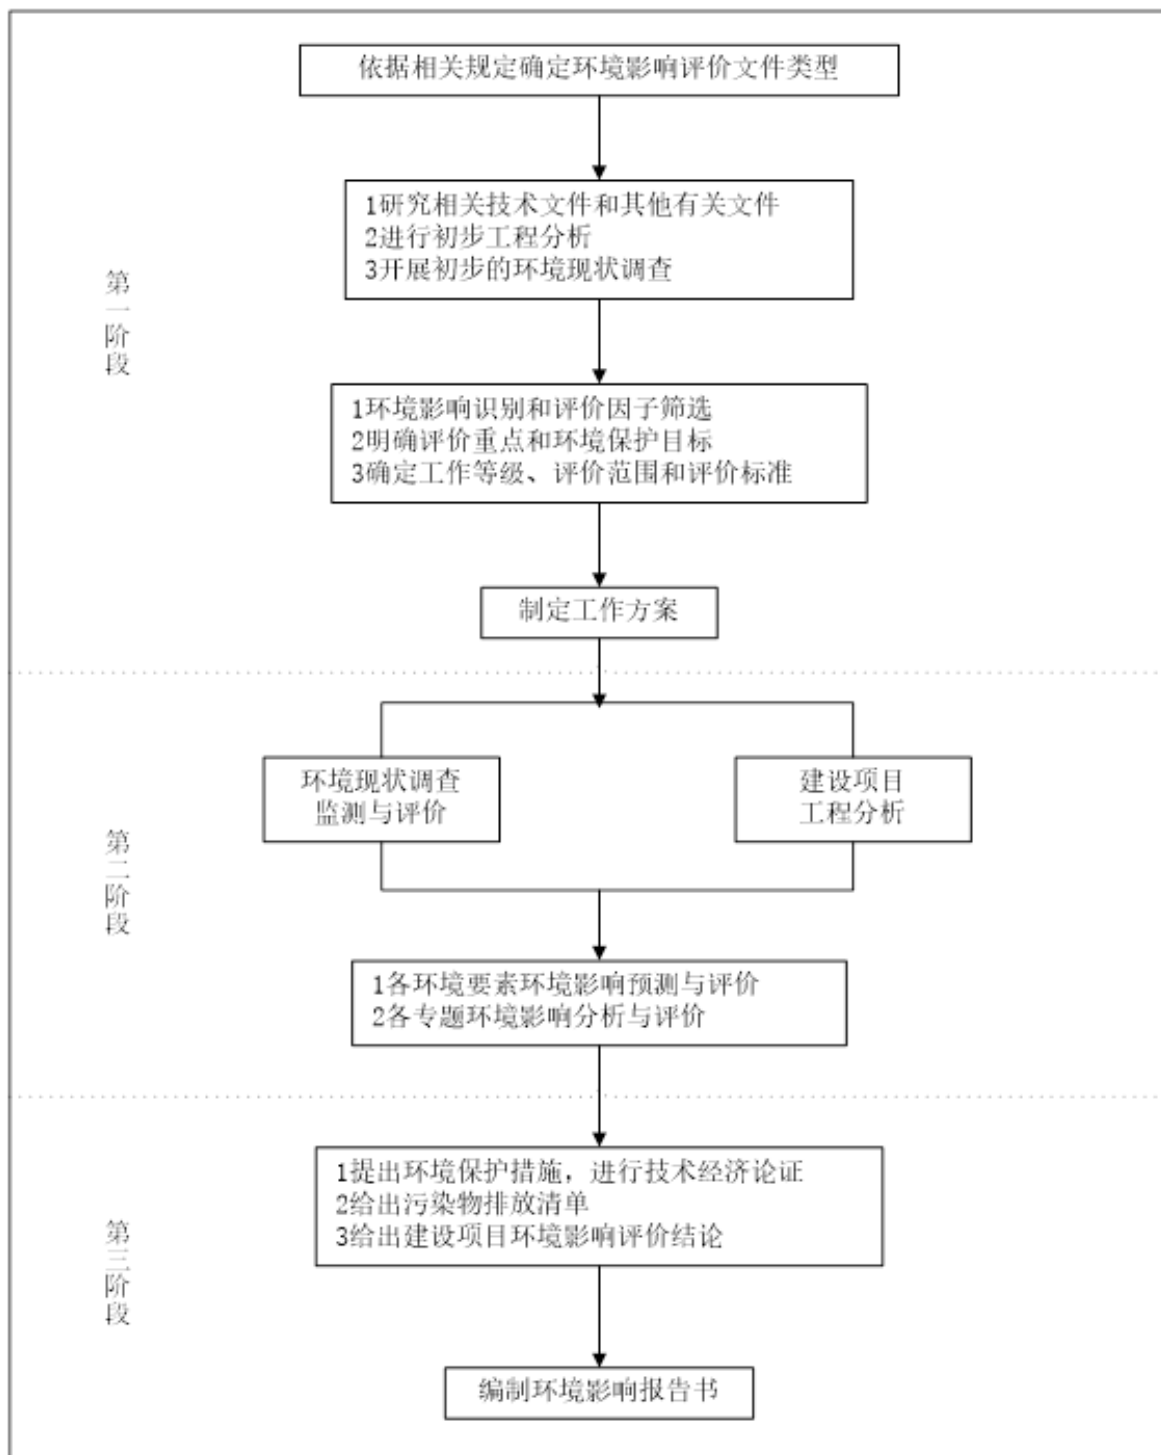 依据相关规定确定环境影响评价文件类型
1研究相关技术文件和其他有关文件
2进行初步工程分析
3开展初步的环境现状调查
第一阶段
1环境影响识别和评价因子筛选
2明确评价重点和环境保护目标
3确定工作等级、评价范围和评价标准
制定工作方案
环境现状调查
监测与评价
建设项目
工程分析
第二阶段
1各环境要素环境影响预测与评价
2各专题环境影响分析与评价
1提出环境保护措施，进行技术经济论证
2给出污染物排放清单
3给出建设项目环境影响评价结论
第三阶段
编制环境影响报告书